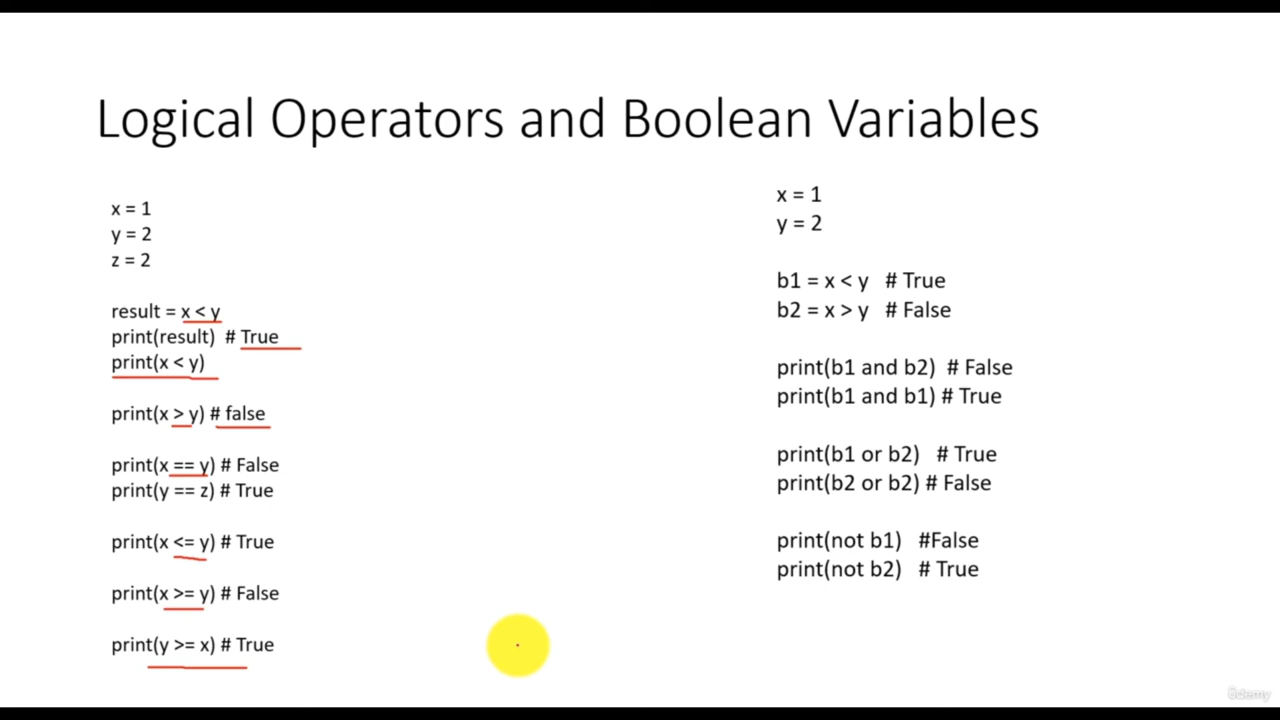 Logical Operators and Boolean Variables
x = 1
y = 2
z = 2
result = x < y
print(result)  # True
print(x < y)
print(x > y) # false
print(x == y) # False
print(y == z) # True
print(x <= y) # True
print(x >= y) # False
print(y >= x) # True
x = 1
y = 2
b1 = x < y   # True
b2 = x > y   # False
print(b1 and b2)  # False
print(b1 and b1) # True
print(b1 or b2)   # True
print(b2 or b2) # False
print(not b1)   #False
print(not b2)   # True
ûdemy